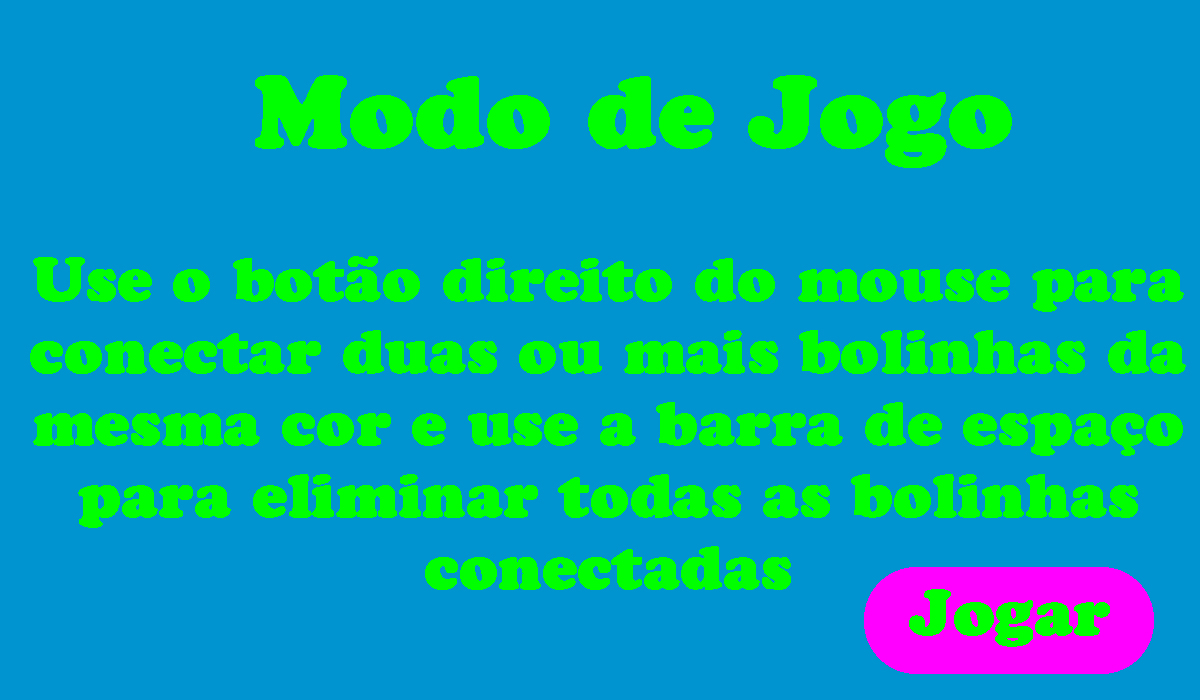 Modo de Jogo
Use o botão direito do mouse para
conectar duas ou mais bolinhas da
mesma cor e use a barra de espaço
para eliminar todas as bolinhas
conectadas
Jogar